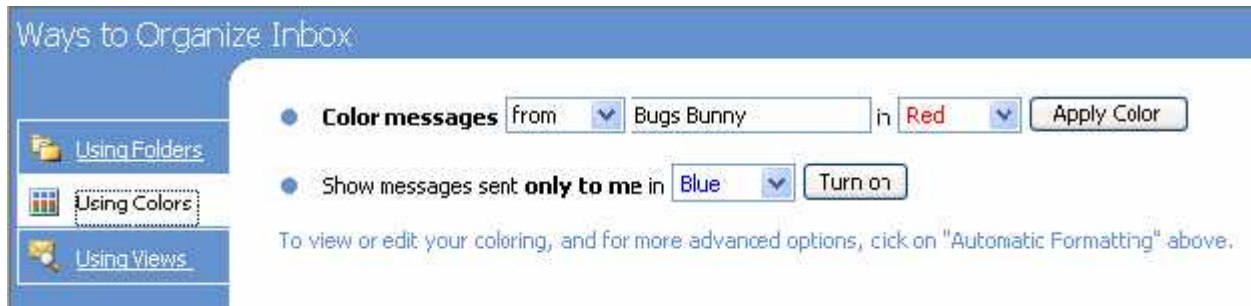 Ways to Organize Inbox
Color messages from Bugs Bunny in Red Apply Color
Using Folders
Show messages sent only to me in Blue Turn on
Using Colors
To view or edit your coloring, and for more advanced options, cick on "Automatic Formatting" above.
Using Views